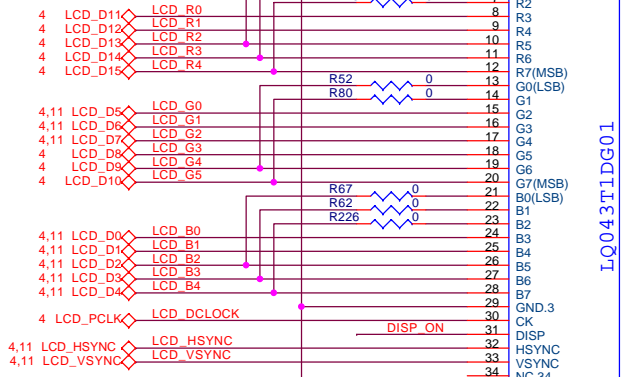 R2
4 LCD_D11 LCD_R0 8 R3
4 LCD_D12 LCD_R1 9 R4
4 LCD_D13 LCD_R2 10 R5
4 LCD_D14 LCD_R3 11 R6
4 LCD_D15 LCD_R4 12 R7(MSB)
R52 0 13 G0(LSB)
R80 0 14 G1
4,11 LCD_D5 LCD_G0 15 G2
4,11 LCD_D6 LCD_G1 16 G3
4,11 LCD_D7 LCD_G2 17 G4
4 LCD_D8 LCD_G3 18 G5
4 LCD_D9 LCD_G4 19 G6
4 LCD_D10 LCD_G5 20 G7(MSB)
R67 0 21 B0(LSB)
R62 0 22 B1
R226 0 23 B2
4,11 LCD_D0 LCD_B0 24 B3
4,11 LCD_D1 LCD_B1 25 B4
4,11 LCD_D2 LCD_B2 26 B5
4,11 LCD_D3 LCD_B3 27 B6
4,11 LCD_D4 LCD_B4 28 B7
29 GND.3
4 LCD_PCLK LCD_DCLOCK 30 CK
DISP_ON 31 DISP
4,11 LCD_HSYNC LCD_HSYNC 32 HSYNC
4,11 LCD_VSYNC LCD_VSYNC 33 VSYNC
34 NC.34
LQ043T1DG01